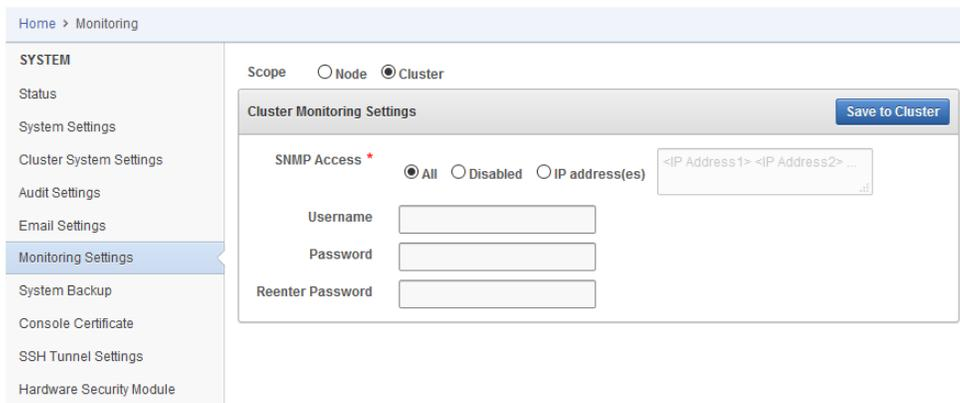 Home > Monitoring
SYSTEM
Status
System Settings
Cluster System Settings
Audit Settings
Email Settings
Monitoring Settings
System Backup
Console Certificate
SSH Tunnel Settings
Hardware Security Module
Scope Node Cluster
Cluster Monitoring Settings Save to Cluster
SNMP Access * All Disabled IP address(es) <IP Address1> <IP Address2> ...
Username
Password
Reenter Password